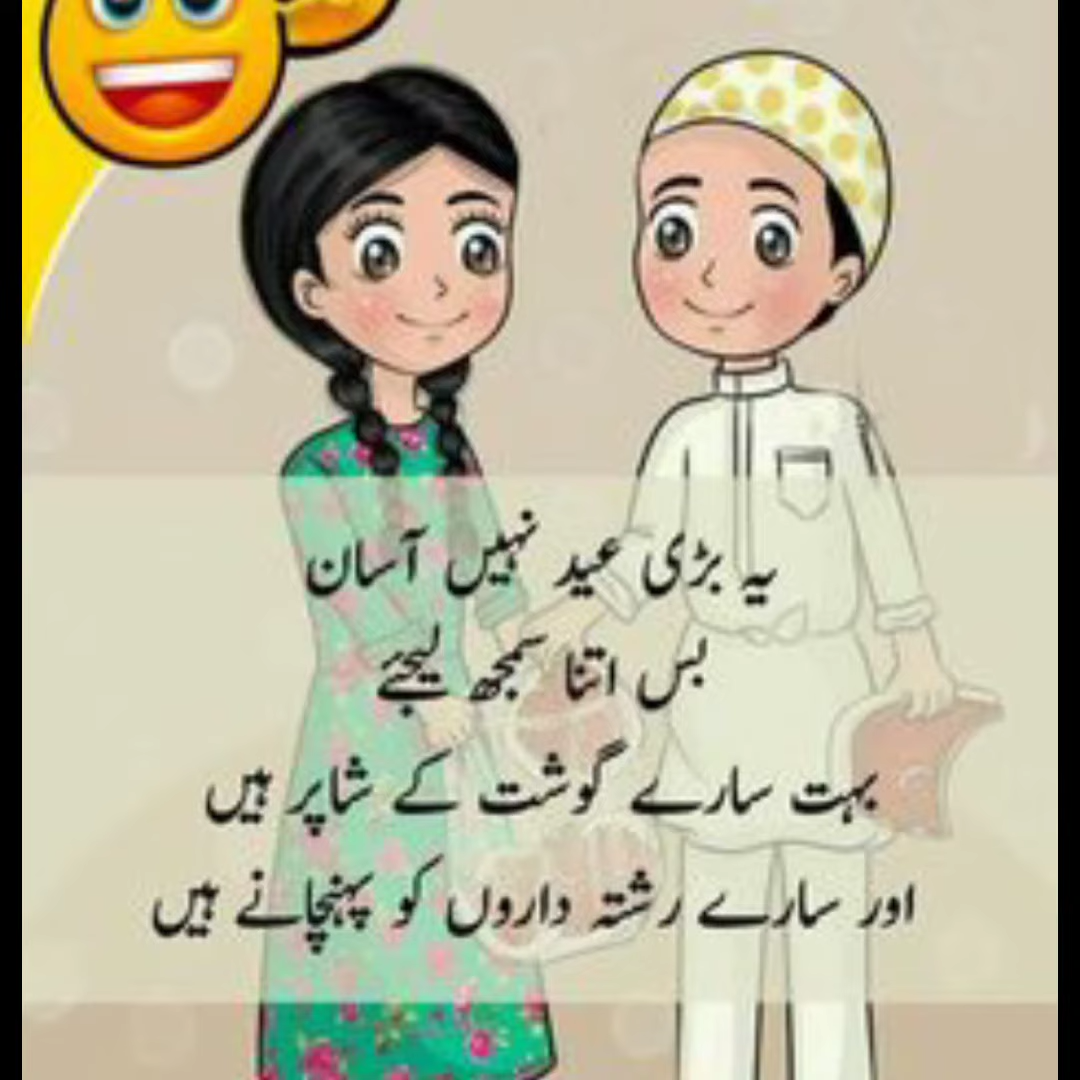 یہ بڑی عید نہیں آسان
بس اتنا سمجھ لیجئے
بہت سارے گوشت کے شاپر ہیں
اور سارے رشتہ داروں کو پہنچانے ہیں